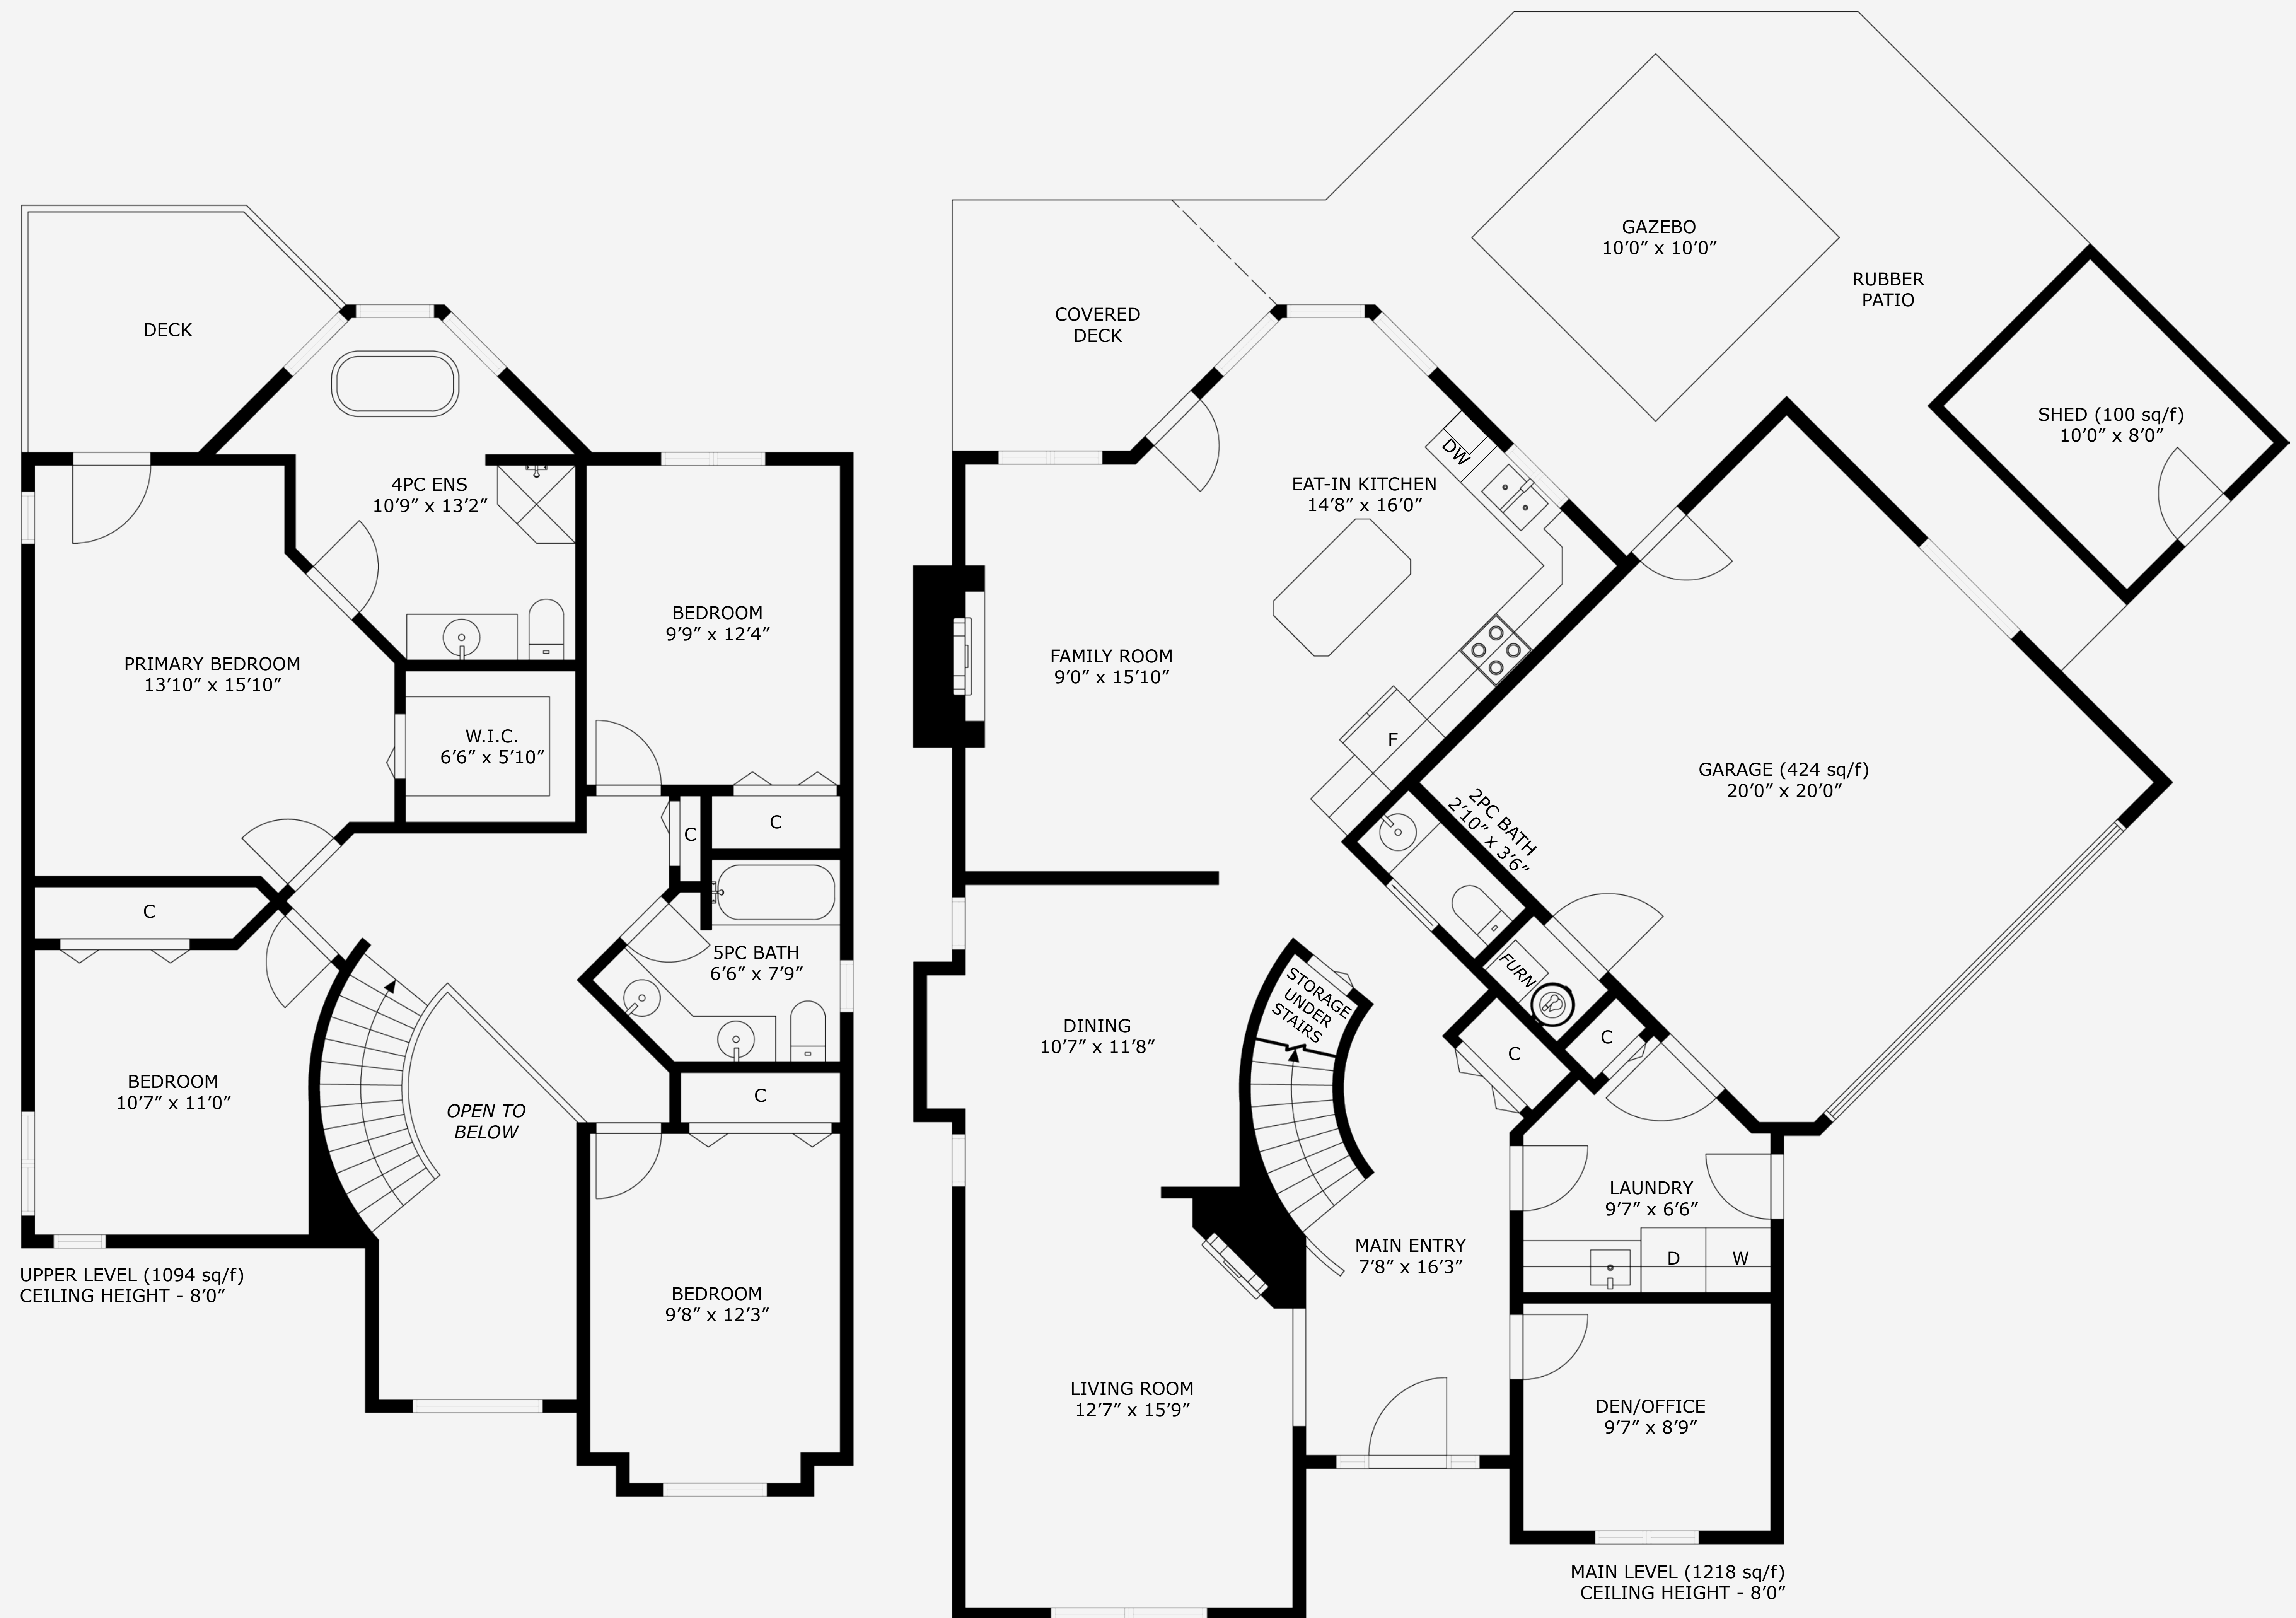 DECK
4PC ENS
10′9″ x 13′2″
BEDROOM
9′9″ x 12′4″
PRIMARY BEDROOM
13′10″ x 15′10″
W.I.C.
6′6″ x 5′10″
C
C
C
5PC BATH
6′6″ x 7′9″
BEDROOM
10′7″ x 11′0″
OPEN TO
BELOW
C
BEDROOM
9′8″ x 12′3″
UPPER LEVEL (1094 sq/f)
CEILING HEIGHT - 8′0″
GAZEBO
10′0″ x 10′0″
RUBBER
PATIO
COVERED
DECK
SHED (100 sq/f)
10′0″ x 8′0″
DW
EAT-IN KITCHEN
14′8″ x 16′0″
FAMILY ROOM
9′0″ x 15′10″
F
GARAGE (424 sq/f)
20′0″ x 20′0″
2PC BATH
2′10″ x 3′6″
FURN
STORAGE
UNDER
STAIRS
DINING
10′7″ x 11′8″
C
C
LAUNDRY
9′7″ x 6′6″
D
W
MAIN ENTRY
7′8″ x 16′3″
LIVING ROOM
12′7″ x 15′9″
DEN/OFFICE
9′7″ x 8′9″
MAIN LEVEL (1218 sq/f)
CEILING HEIGHT - 8′0″